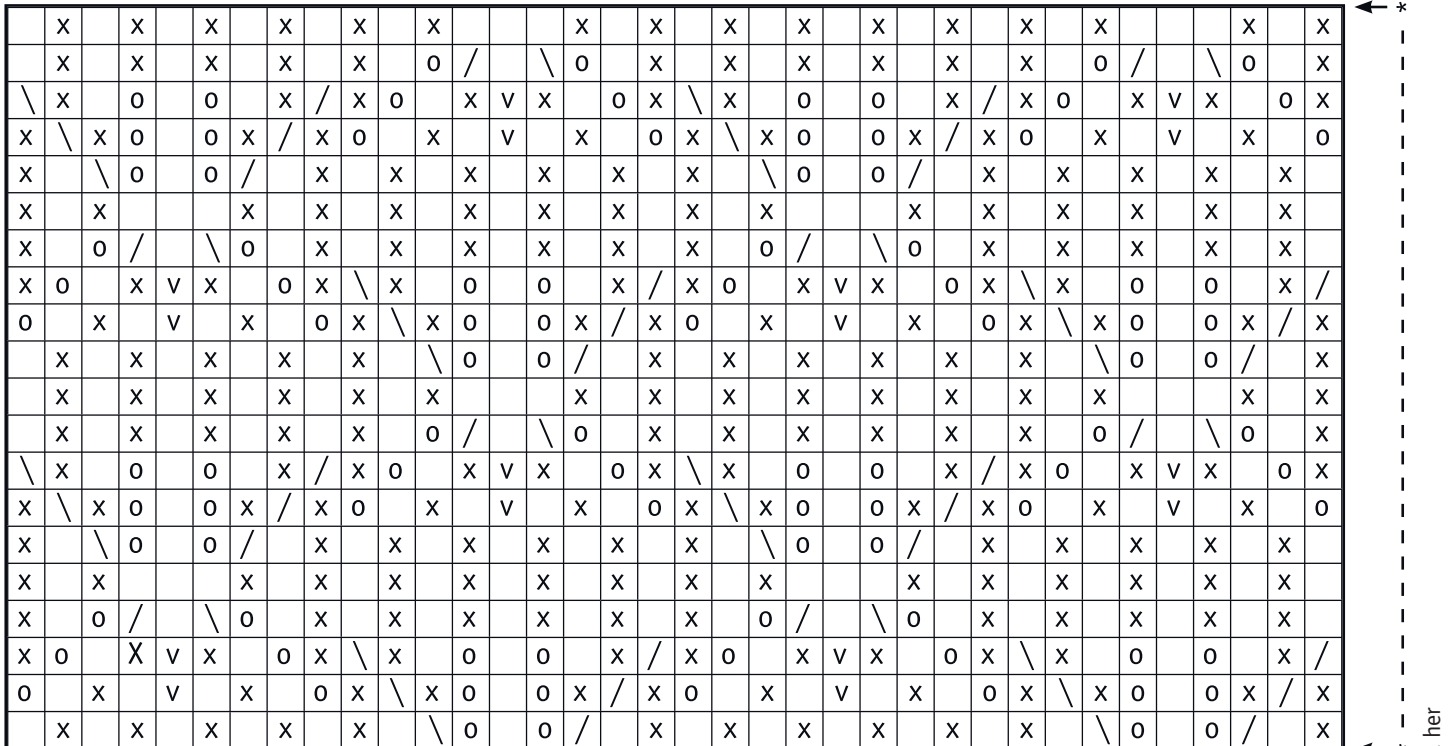 x x x x x x x x x x x x x x x x *
x x x x x o / \ o x x x x x x o / \ o x
\ x o o x / x o x v x o x \ x o o x / x o x v x o x
x \ x o o x / x o x v x o x \ x o o x / x o x v x o
x \ o o / x x x x x x \ o o / x x x x x
x x x x x x x x x x x x x x x x
x o / \ o x x x x x x o / \ o x x x x x
x o x v x o x \ x o o x / x o x v x o x \ x o o x /
o x v x o x \ x o o x / x o x v x o x \ x o o x / x
x x x x x \ o o / x x x x x x \ o o / x
x x x x x x x x x x x x x x x x
x x x x x o / \ o x x x x x x o / \ o x
\ x o o x / x o x v x o x \ x o o x / x o x v x o x
x \ x o o x / x o x v x o x \ x o o x / x o x v x o
x \ o o / x x x x x x \ o o / x x x x x
x x x x x x x x x x x x x x x x
x o / \ o x x x x x x o / \ o x x x x x
x o X v x o x \ x o o x / x o x v x o x \ x o o x /
o x v x o x \ x o o x / x o x v x o x \ x o o x / x
x x x x x \ o o / x x x x x x \ o o / x
her